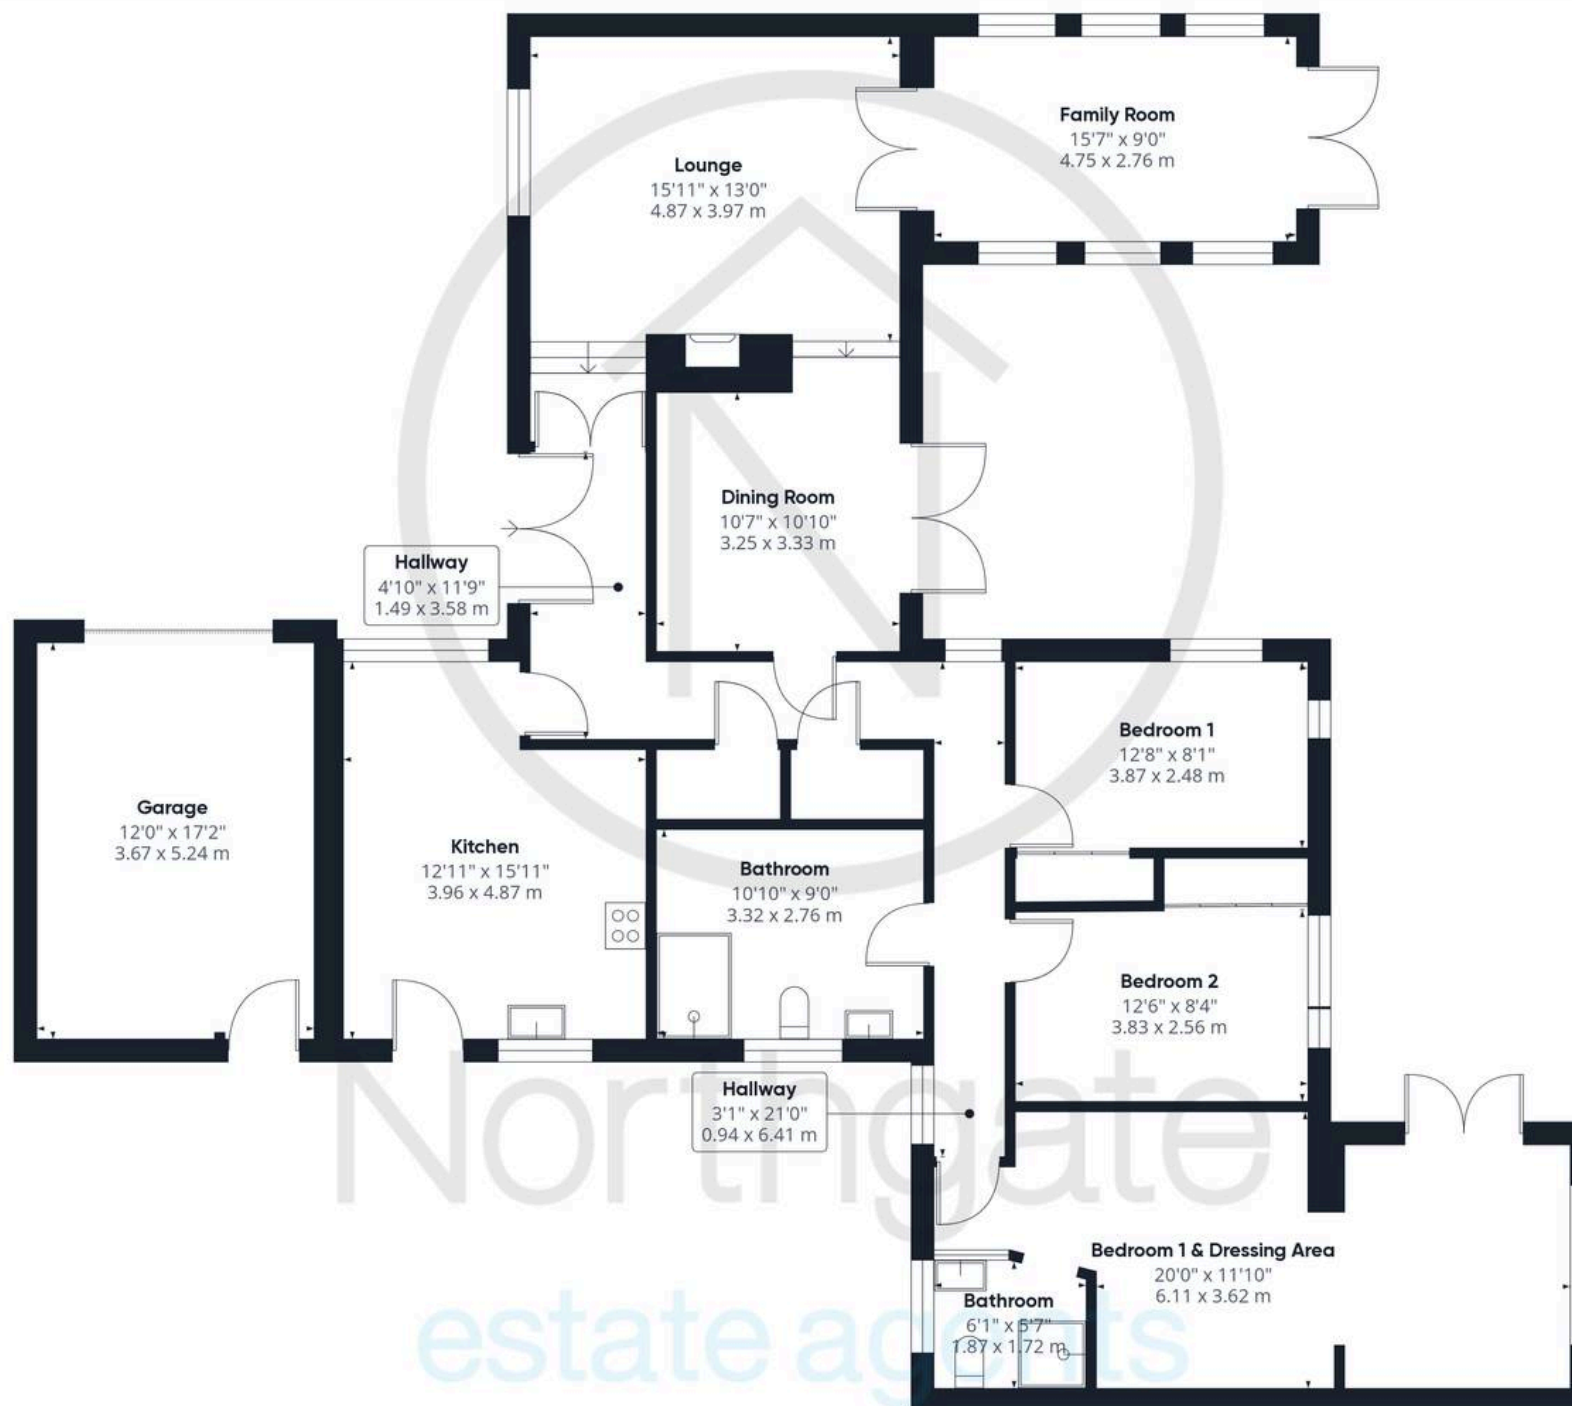 Family Room
15'7" x 9'0"
4.75 x 2.76 m
Lounge
15'11" x 13'0"
4.87 x 3.97 m
Dining Room
10'7" x 10'10"
3.25 x 3.33 m
Hallway
4'10" x 11'9"
1.49 x 3.58 m
Bedroom 1
12'8" x 8'1"
3.87 x 2.48 m
Garage
12'0" x 17'2"
3.67 x 5.24 m
Kitchen
12'11" x 15'11"
3.96 x 4.87 m
Bathroom
10'10" x 9'0"
3.32 x 2.76 m
Bedroom 2
12'6" x 8'4"
3.83 x 2.56 m
Hallway
3'1" x 21'0"
0.94 x 6.41 m
Northgate
Bedroom 1 & Dressing Area
20'0" x 11'10"
6.11 x 3.62 m
Bathroom
6'1" x 5'7"
1.87 x 1.72 m
estate agents